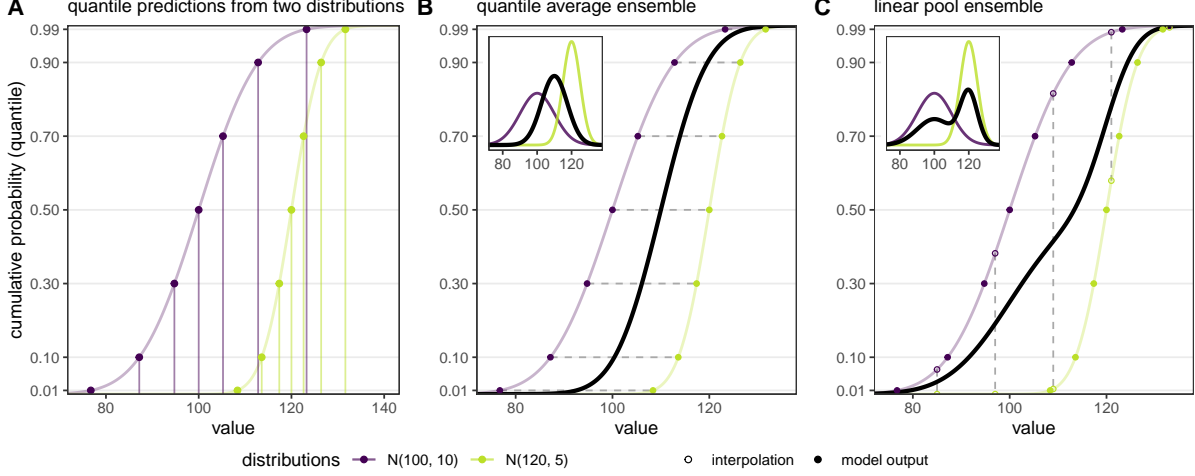 A quantile predictions from two distributions
B quantile average ensemble
C linear pool ensemble
cumulative probability (quantile)
0.99
0.90
0.70
0.50
0.30
0.10
0.01
80 100 120 140
value
0.99
0.90
0.70
0.50
0.30
0.10
0.01
80 100 120
80 100 120
value
0.99
0.90
0.70
0.50
0.30
0.10
0.01
80 100 120
80 100 120
value
distributions N(100, 10) N(120, 5) interpolation model output